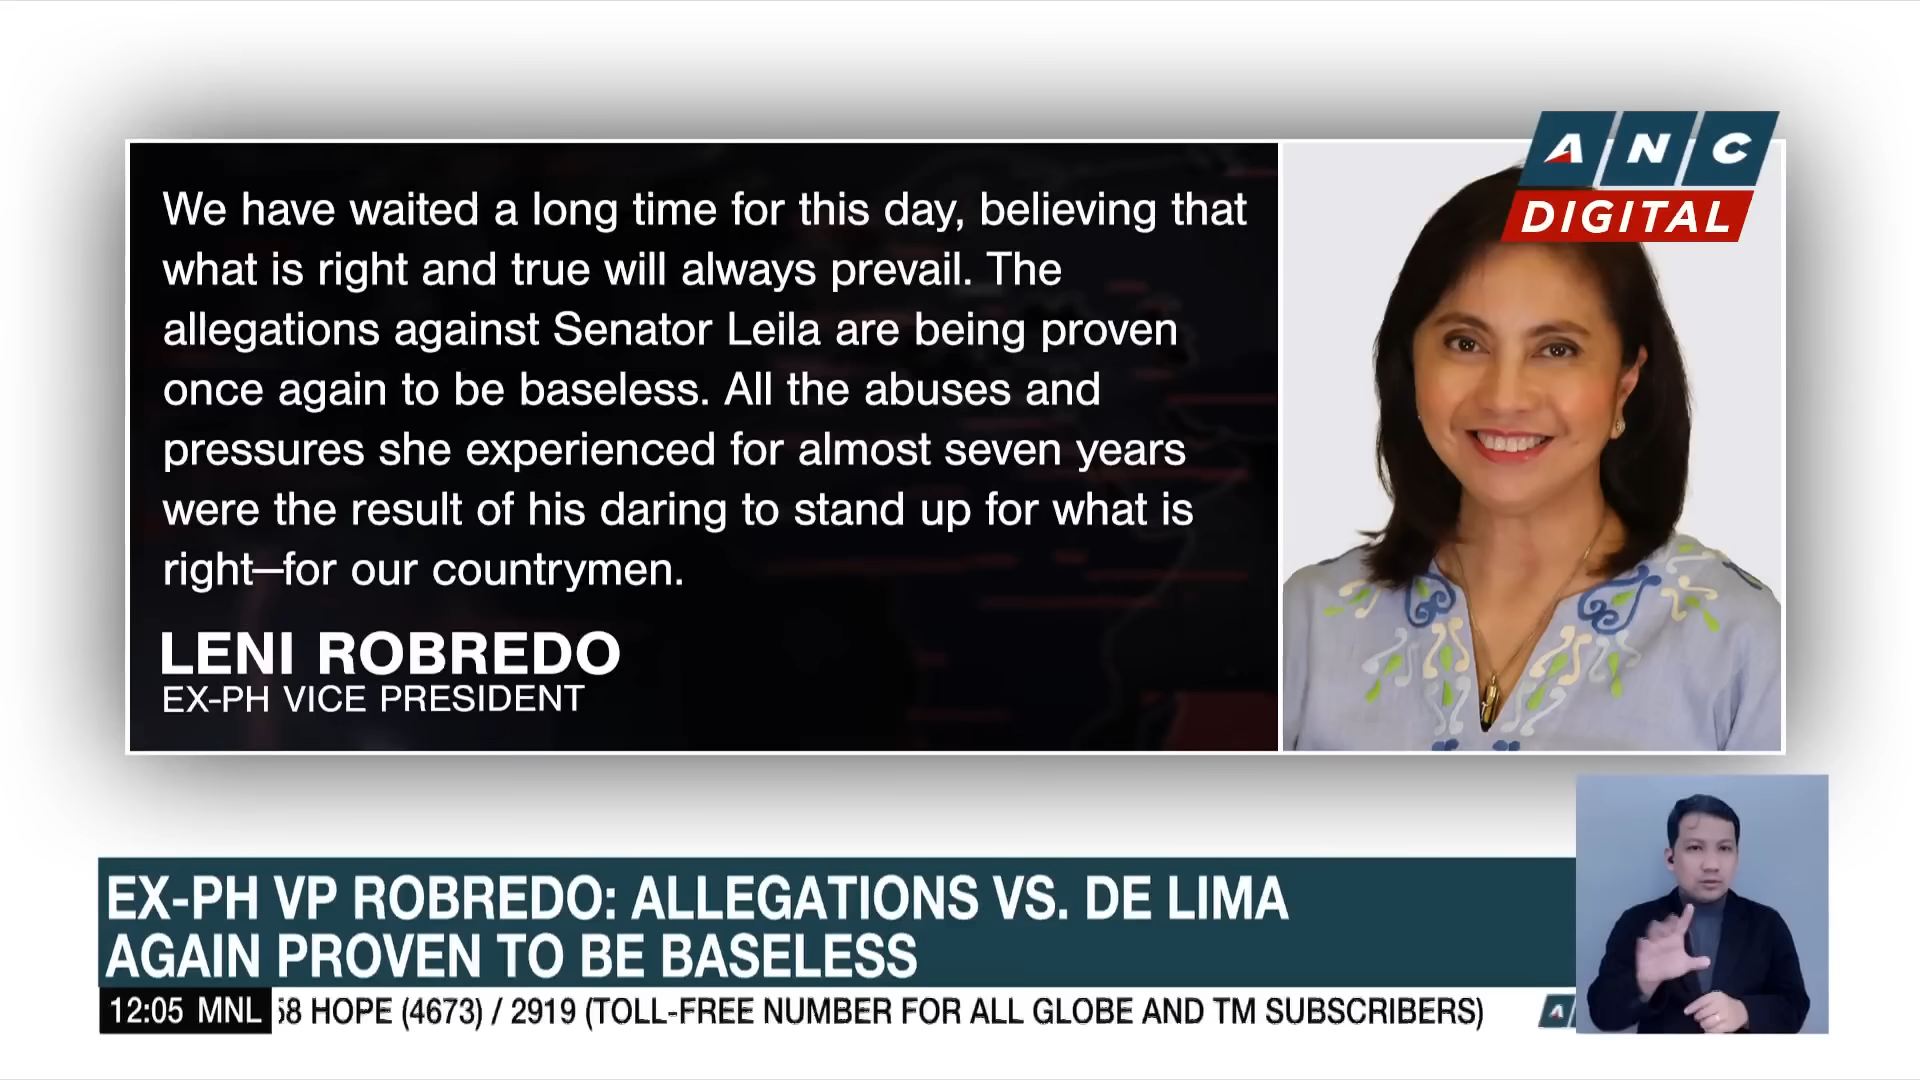 ANC
DIGITAL
We have waited a long time for this day, believing that
what is right and true will always prevail. The
allegations against Senator Leila are being proven
once again to be baseless. All the abuses and
pressures she experienced for almost seven years
were the result of his daring to stand up for what is
right—for our countrymen.
LENI ROBREDO
EX-PH VICE PRESIDENT
EX-PH VP ROBREDO: ALLEGATIONS VS. DE LIMA
AGAIN PROVEN TO BE BASELESS
12:05 MNL 58 HOPE (4673) / 2919 (TOLL-FREE NUMBER FOR ALL GLOBE AND TM SUBSCRIBERS) A